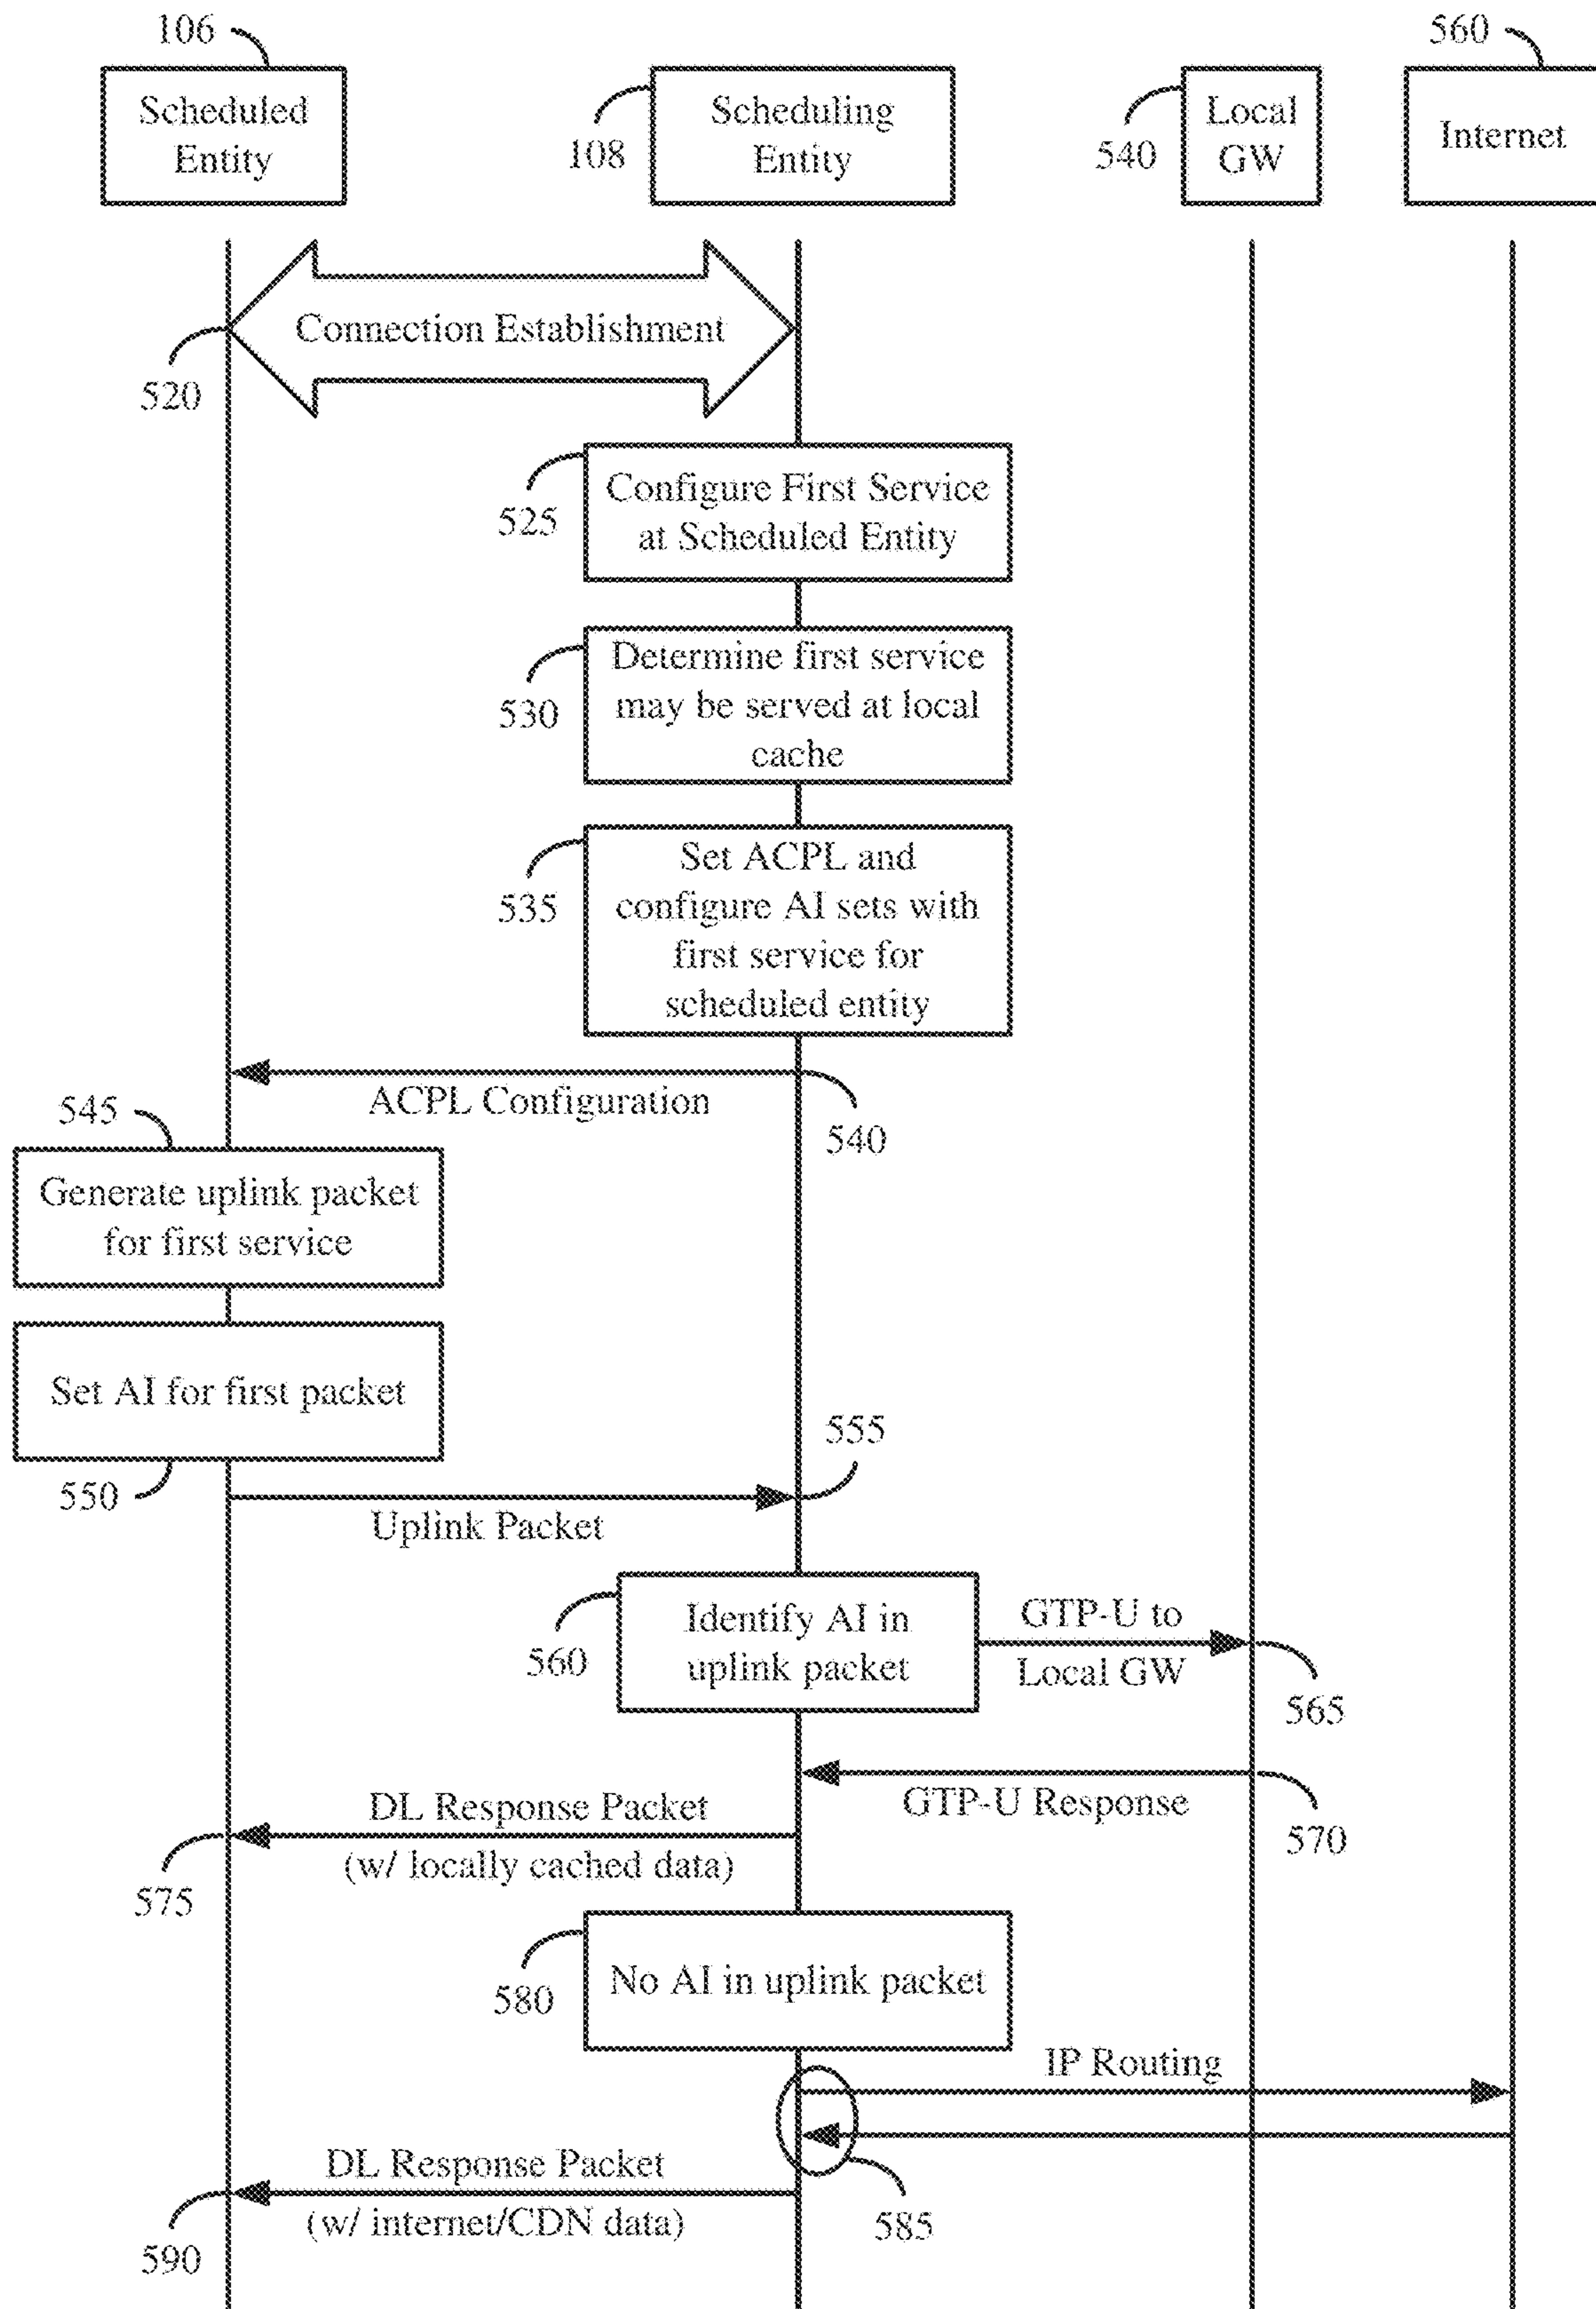 106
560
Scheduled
Entity
108
Scheduling
Entity
540
Local
GW
Internet
Connection Establishment
520
Configure First Service
at Scheduled Entity
525
Determine first service
may be served at local
cache
530
Set ACPL and
configure AI sets with
first service for
scheduled entity
535
ACPL Configuration
540
545
Generate uplink packet
for first service
Set AI for first packet
550
555
Uplink Packet
Identify AI in
uplink packet
560
GTP-U to
Local GW
565
GTP-U Response
570
DL Response Packet
(w/ locally cached data)
575
No AI in uplink packet
580
IP Routing
585
DL Response Packet
(w/ internet/CDN data)
590